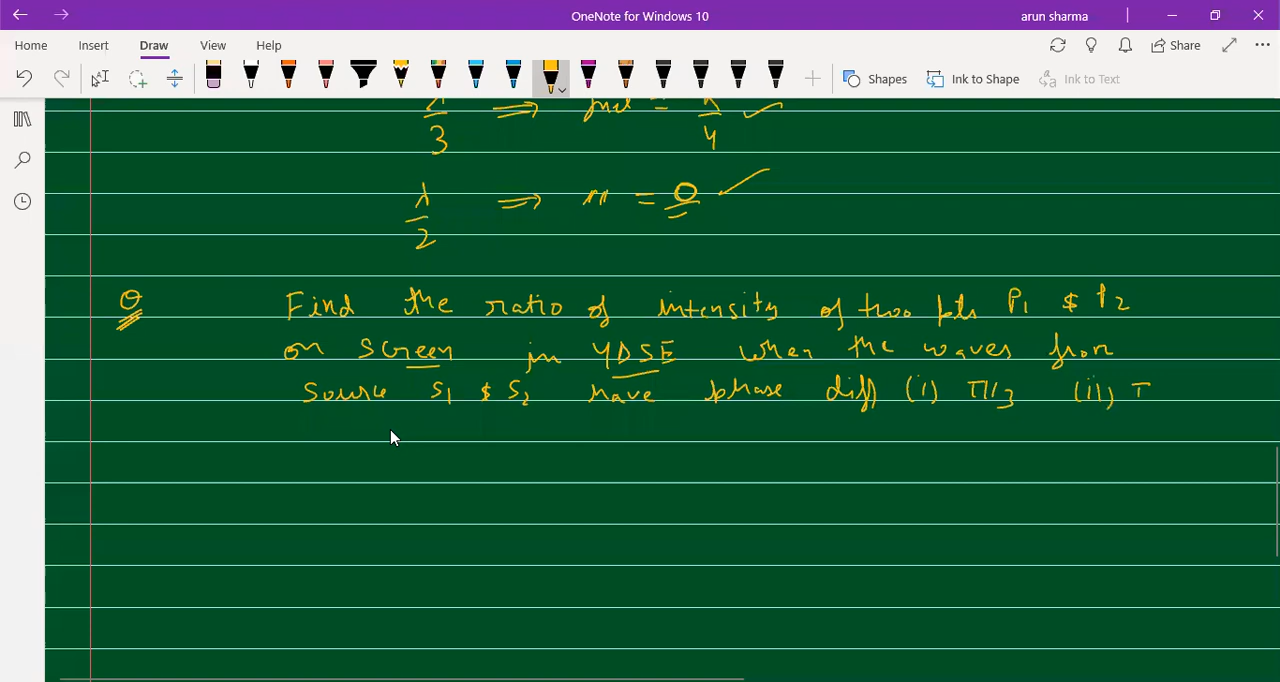 OneNote for Windows 10
arun sharma
Home Insert Draw View Help
Share
Shapes Ink to Shape Ink to Text
λ/3 ⟹ = /4 ✓
λ/2 ⟹ " = 0 ✓
Q Find the ratio of intensity of two pts P1 & P2
on screen in YDSE when the waves from
source S1 & S2 have phase diff (i) π/3 (ii)